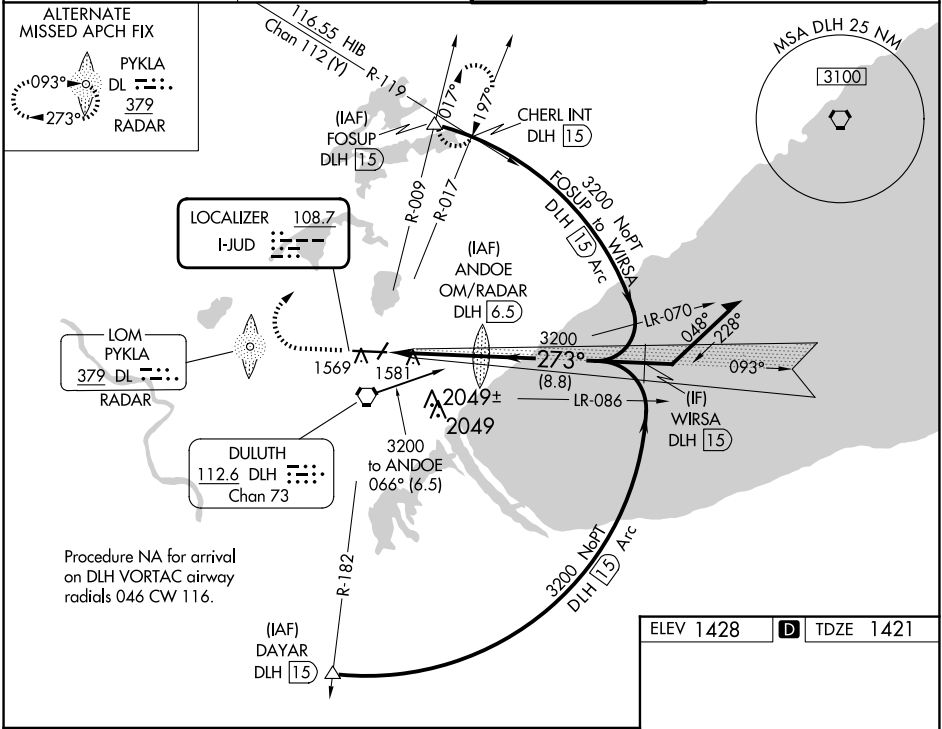 ALTERNATE
MISSED APCH FIX
093°
273°
PYKLA
DL
379
RADAR
116.55 HIB
Chan 112 (Y)
R-119
017°
197°
(IAF)
FOSUP
DLH 15
CHERL INT
DLH 15
MSA DLH 25 NM
3100
R-009
R-017
3200 NoPT
FOSUP to WIRSA
DLH 15 Arc
LOCALIZER 108.7
I-JUD
(IAF)
ANDOE
OM/RADAR
DLH 6.5
LOM
PYKLA
379 DL
RADAR
1569
1581
3200
273°
(8.8)
LR-070
048°
228°
093°
LR-086
(IF)
WIRSA
DLH 15
2049±
2049
DULUTH
112.6 DLH
Chan 73
3200
to ANDOE
066° (6.5)
R-182
3200 NoPT
DLH 15 Arc
Procedure NA for arrival
on DLH VORTAC airway
radials 046 CW 116.
(IAF)
DAYAR
DLH 15
ELEV 1428 D TDZE 1421